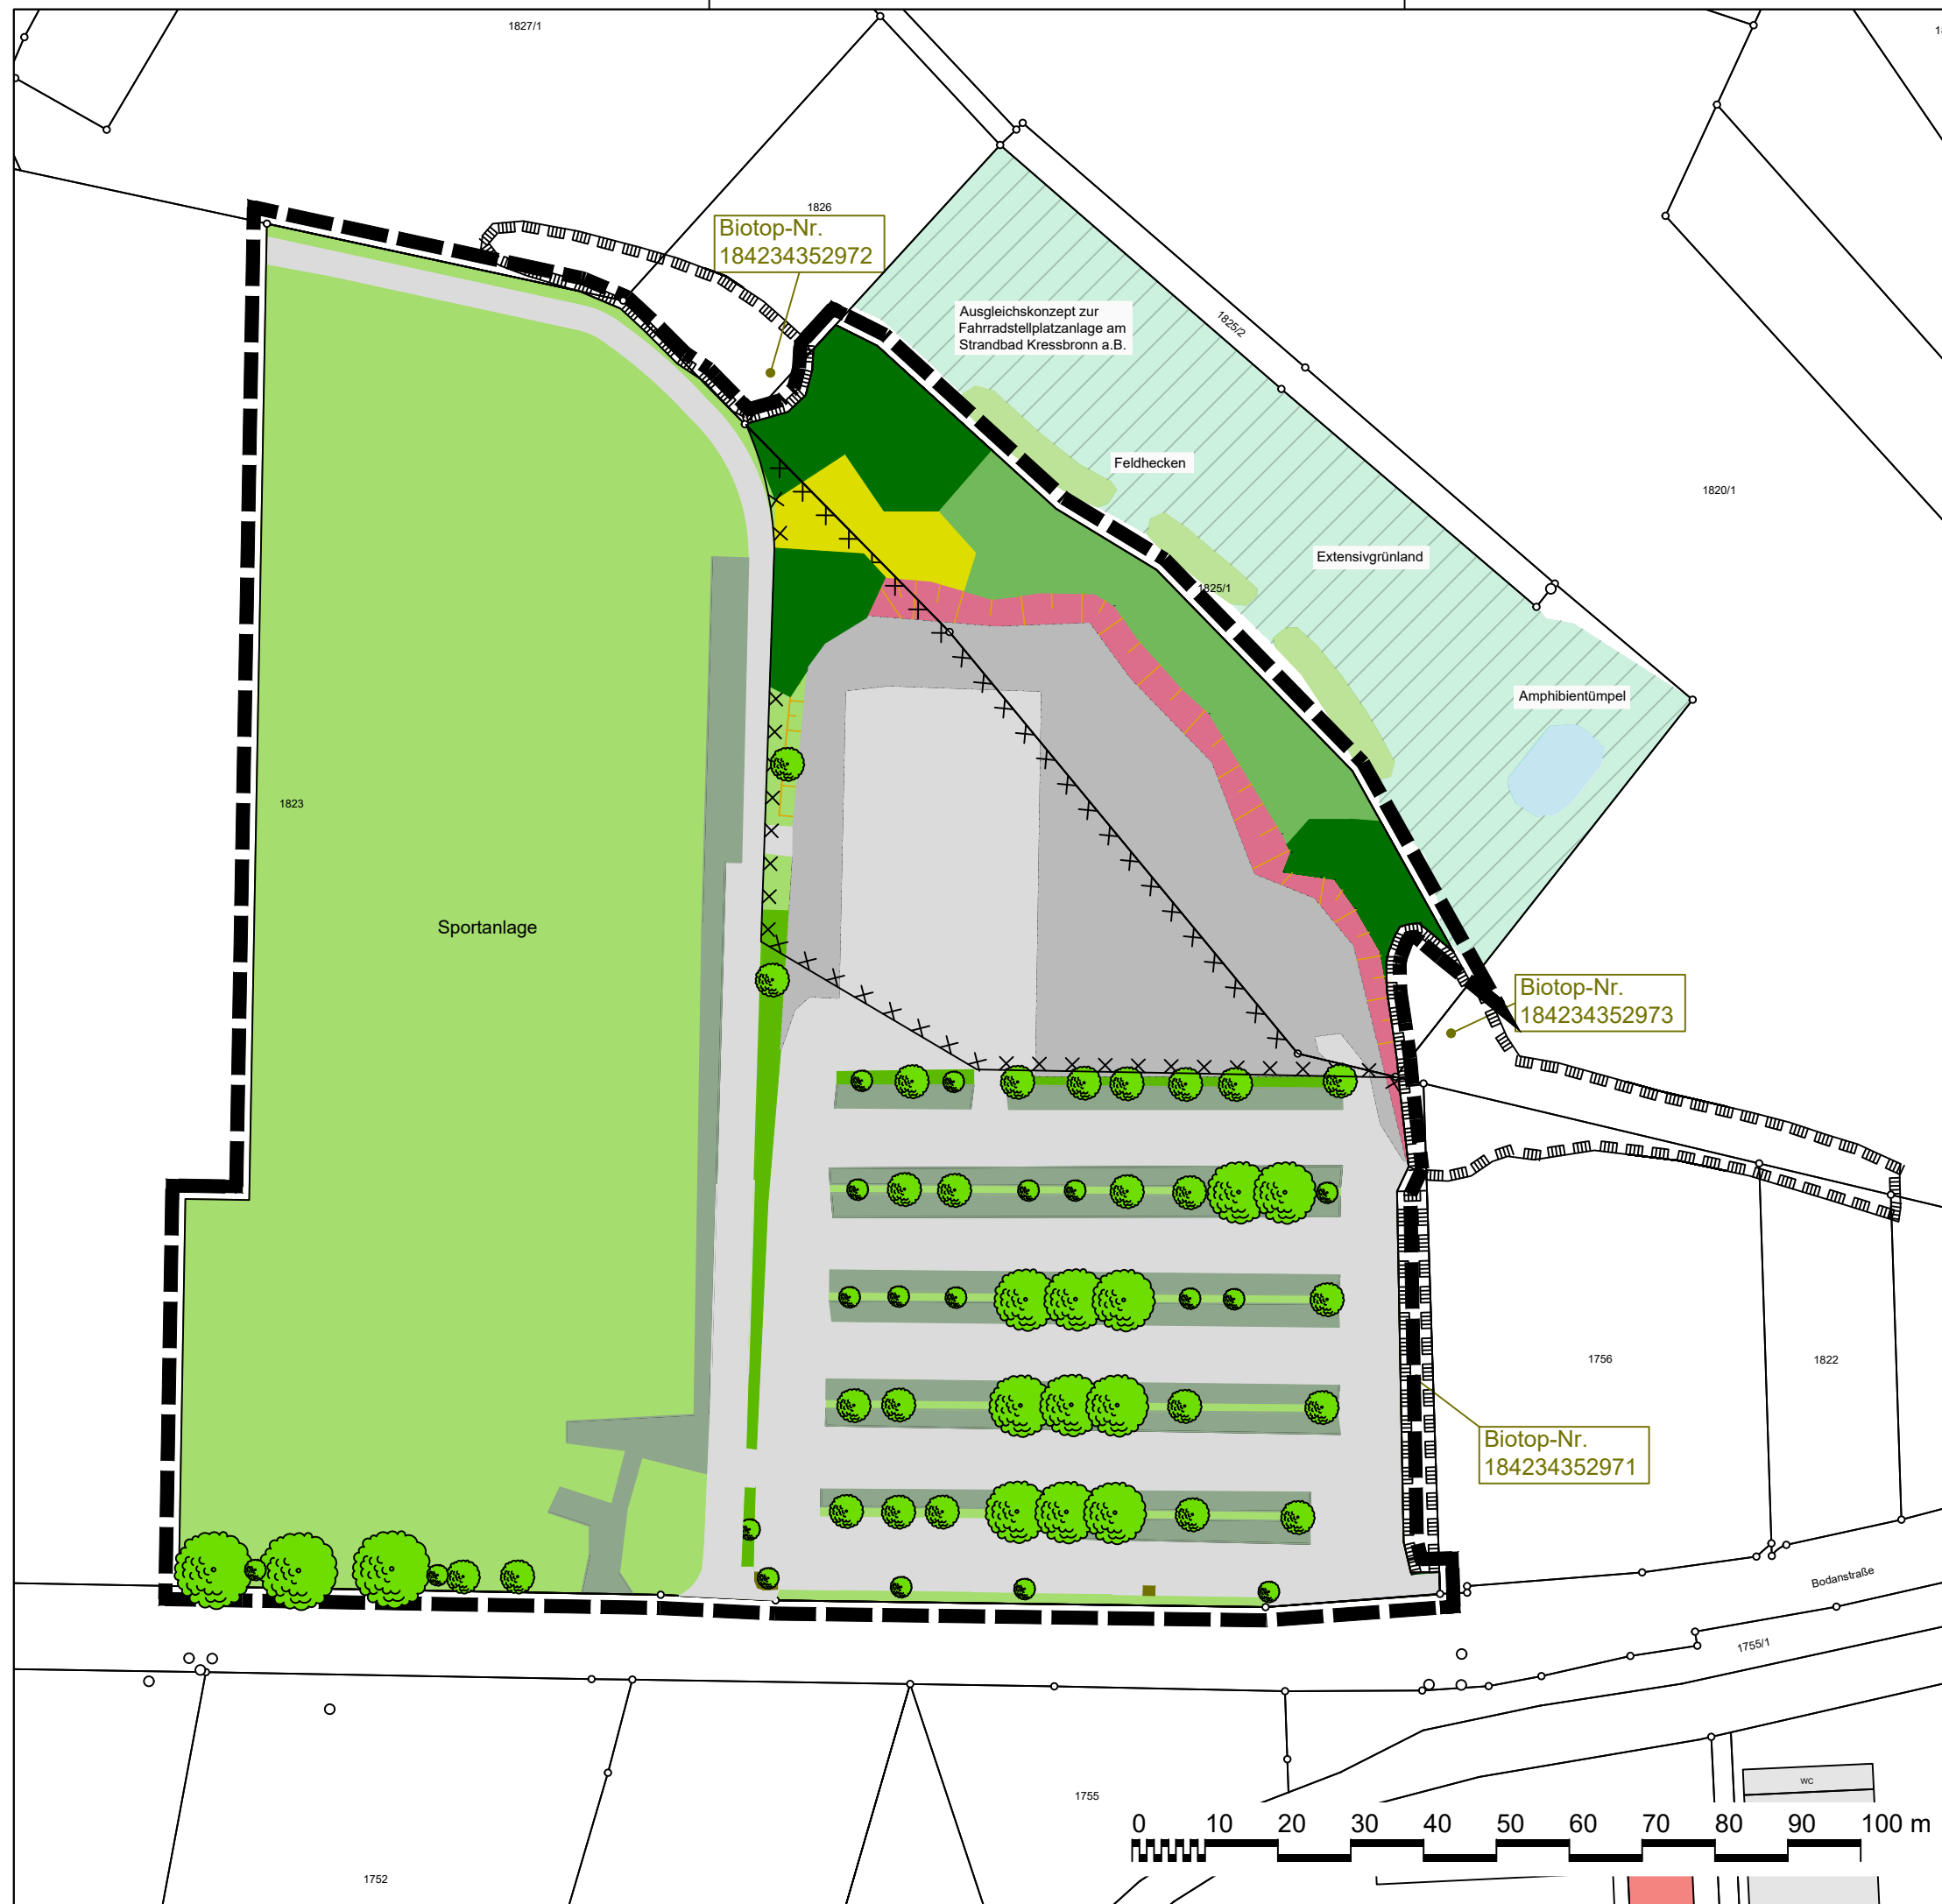 1827/1
1826
Biotop-Nr.
184234352972
Ausgleichskonzept zur
Fahrradstellplatzanlage am
Strandbad Kressbronn a.B.
1825/2
Feldhecken
1820/1
Extensivgrünland
1825/1
Amphibientümpel
1823
Sportanlage
Biotop-Nr.
184234352973
1756
1822
Biotop-Nr.
184234352971
Bodanstraße
1755/1
WC
1755
0 10 20 30 40 50 60 70 80 90 100 m
1752